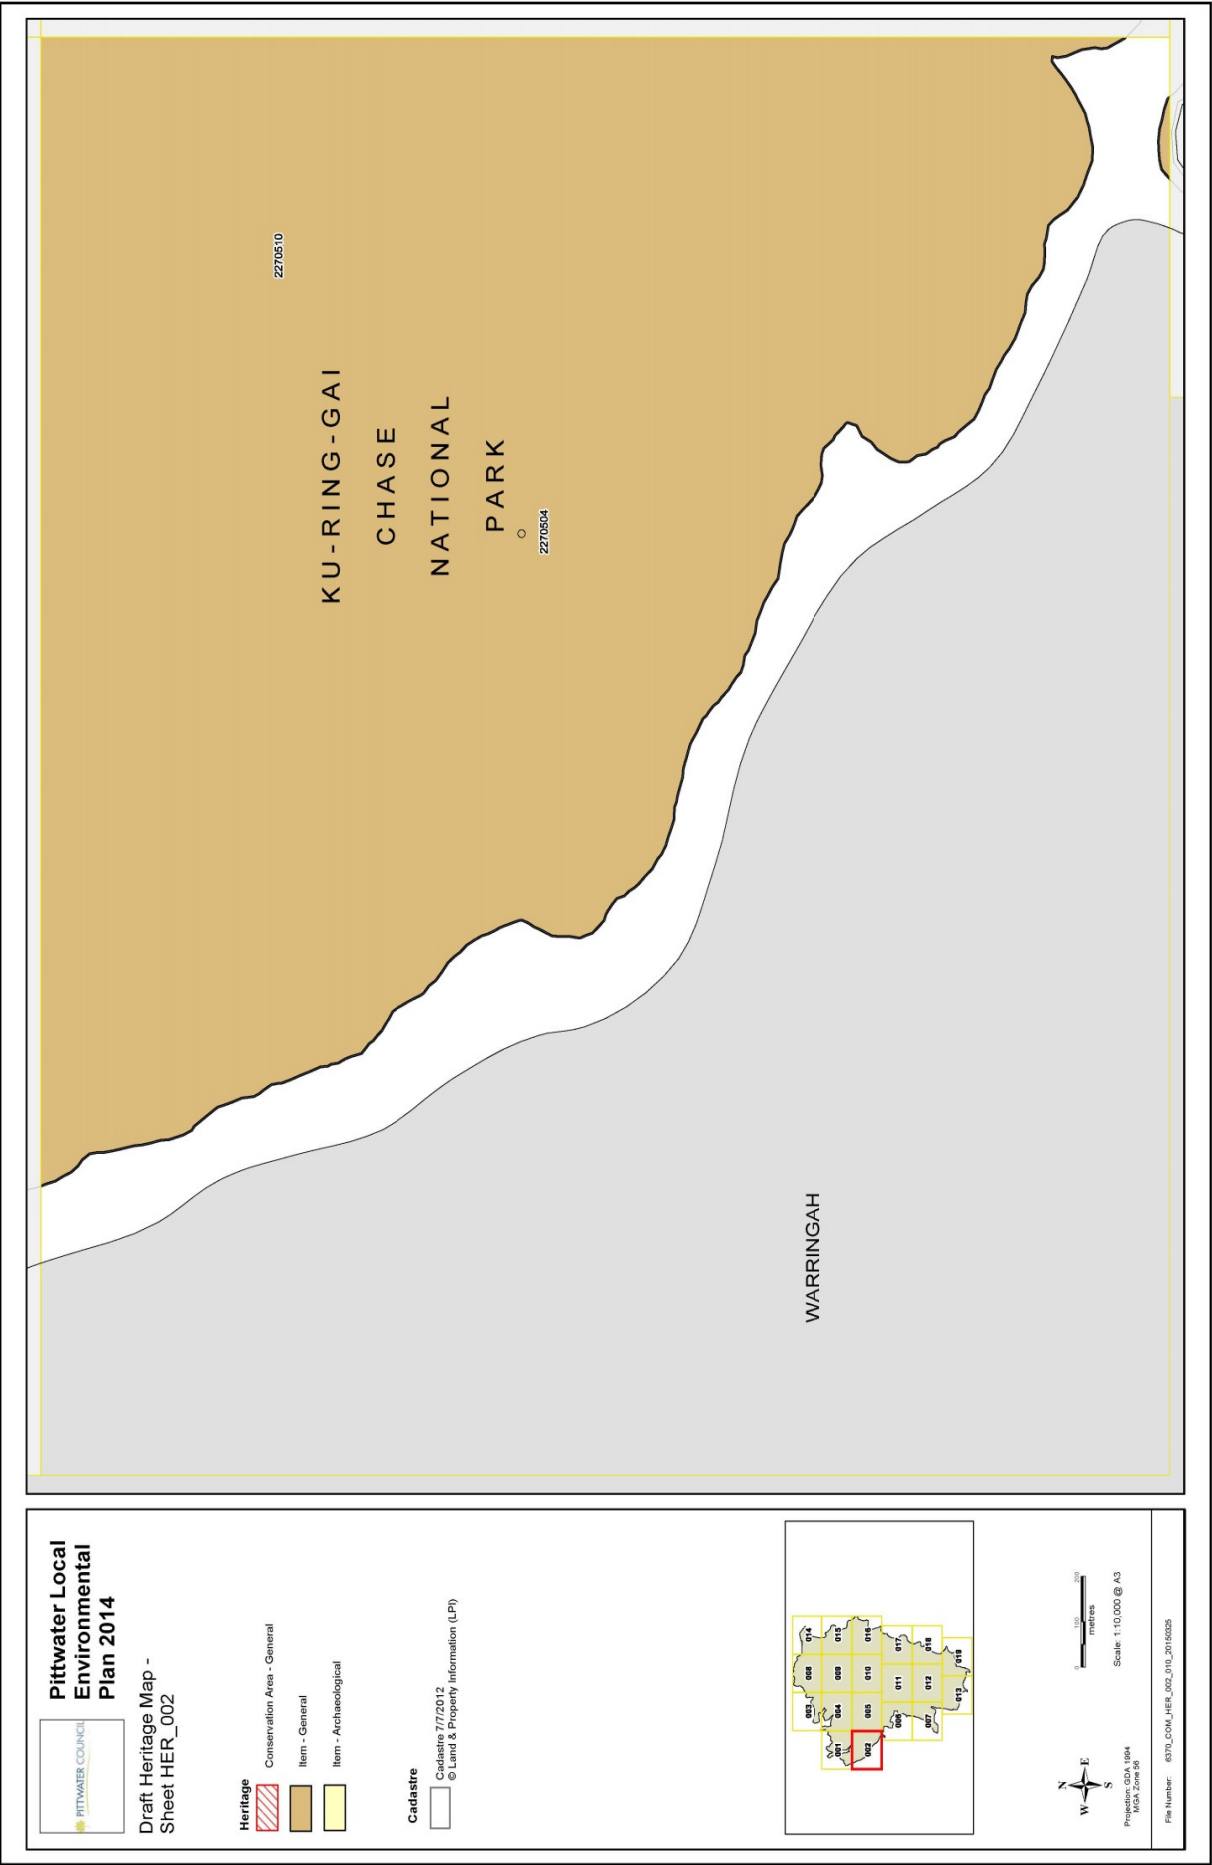 PITTWATER COUNCIL
Pittwater Local
Environmental
Plan 2014
Draft Heritage Map -
Sheet HER_002
Heritage
Conservation Area - General
Item - General
Item - Archaeological
Cadastre
Cadastre 7/7/2012
© Land & Property Information (LPI)
003
008
014
001
004
009
015
002
005
010
016
006
011
017
007
012
018
013
019
N
W
E
S
Projection: GDA 1994
MGA Zone 56
0
100
200
metres
Scale: 1:10,000 @ A3
File Number: 6370_COM_HER_002_010_20150325
2270510
KU-RING-GAI
CHASE
NATIONAL
PARK
2270504
WARRINGAH